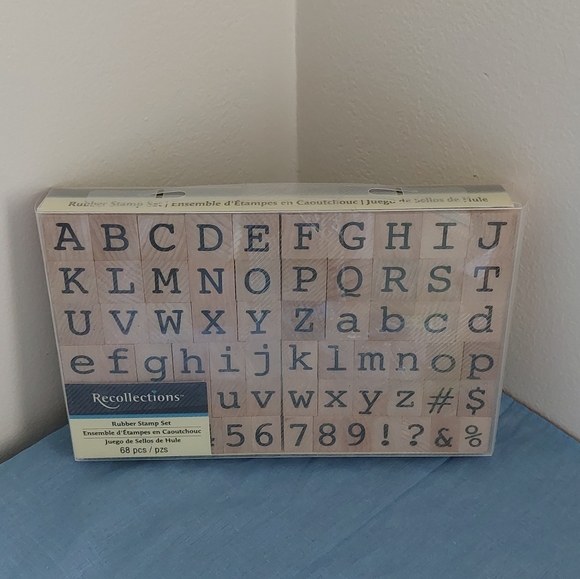 Rubber Stamp Set | Ensemble d'Étampes en Caoutchouc | Juego de Sellos de Hule
A B C D E F G H I J
K L M N O P Q R S T
U V W X Y Z a b c d
e f g h i j k l m n o p
u v w x y z # $
5 6 7 8 9 ! ? & %
Recollections™
Rubber Stamp Set
Ensemble d'Étampes en Caoutchouc
Juego de Sellos de Hule
68 pcs / pzs